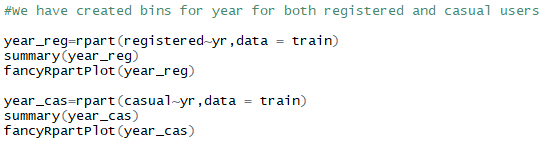 #We have created bins for year for both registered and casual users
year_reg=rpart(registered~yr,data = train)
summary(year_reg)
fancyRpartPlot(year_reg)
year_cas=rpart(casual~yr,data = train)
summary(year_cas)
fancyRpartPlot(year_cas)